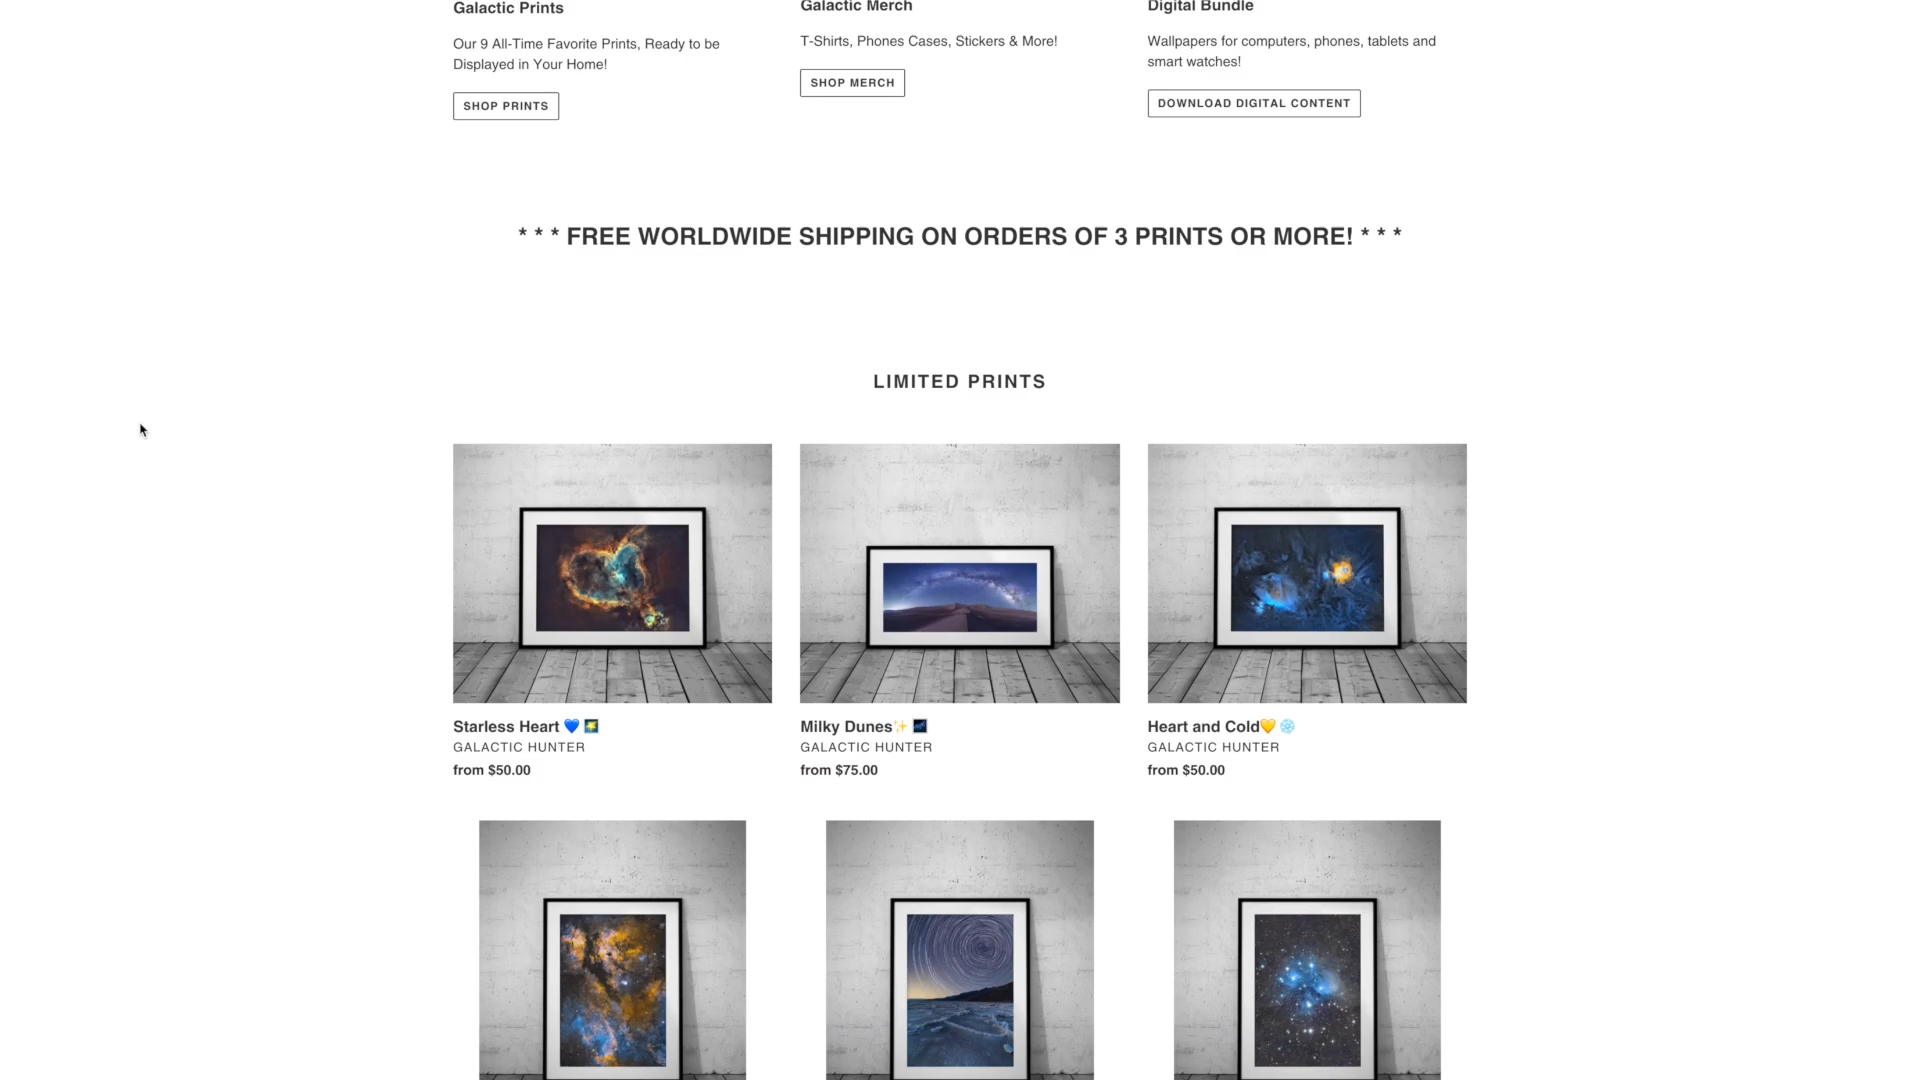 Galactic Prints
Our 9 All-Time Favorite Prints, Ready to be
Displayed in Your Home!
SHOP PRINTS
Galactic Merch
T-Shirts, Phones Cases, Stickers & More!
SHOP MERCH
Digital Bundle
Wallpapers for computers, phones, tablets and
smart watches!
DOWNLOAD DIGITAL CONTENT
* * * FREE WORLDWIDE SHIPPING ON ORDERS OF 3 PRINTS OR MORE! * * *
LIMITED PRINTS
Starless Heart 💙 🌠
GALACTIC HUNTER
from $50.00
Milky Dunes✨ 🌌
GALACTIC HUNTER
from $75.00
Heart and Cold💛 ❄️
GALACTIC HUNTER
from $50.00